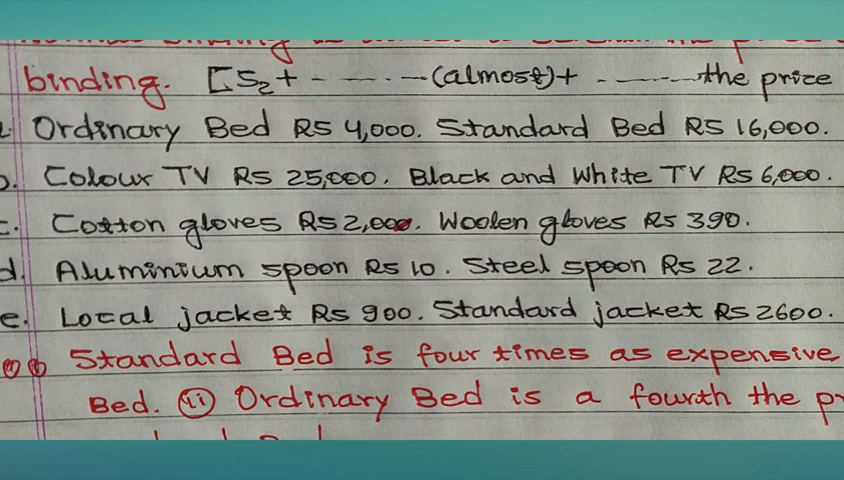 binding. [S2+ - - - - - (almost)+ - - - - - the price
Ordinary Bed RS 4,000. Standard Bed RS 16,000.
b. Colour TV RS 25,000. Black and White TV RS 6,000.
c. Cotton gloves RS 2,000. Woolen gloves RS 390.
d. Aluminium spoon RS 10. Steel spoon RS 22.
e. Local jacket RS 900. Standard jacket RS 2600.
Standard Bed is four times as expensive
Bed. (ii) Ordinary Bed is a fourth the pr